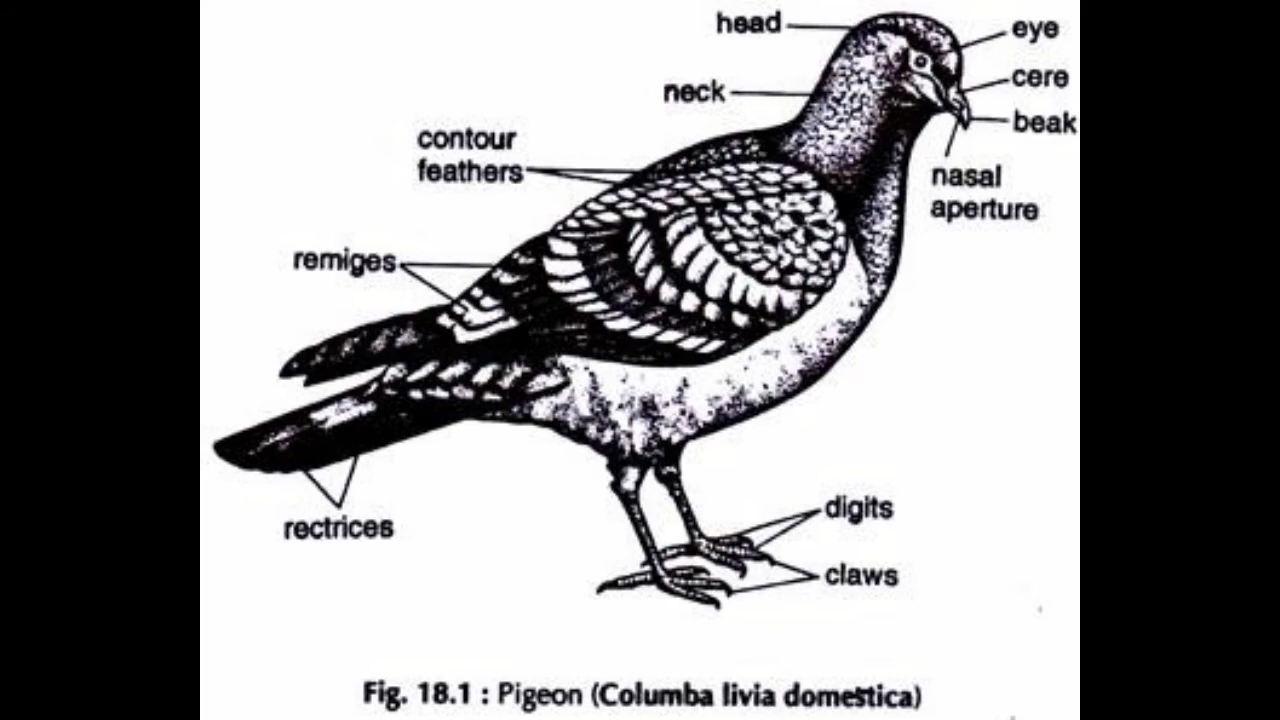 head
eye
cere
neck
beak
contour
feathers
nasal
aperture
remiges
digits
rectrices
claws
Fig. 18.1 : Pigeon (Columba livia domestica)